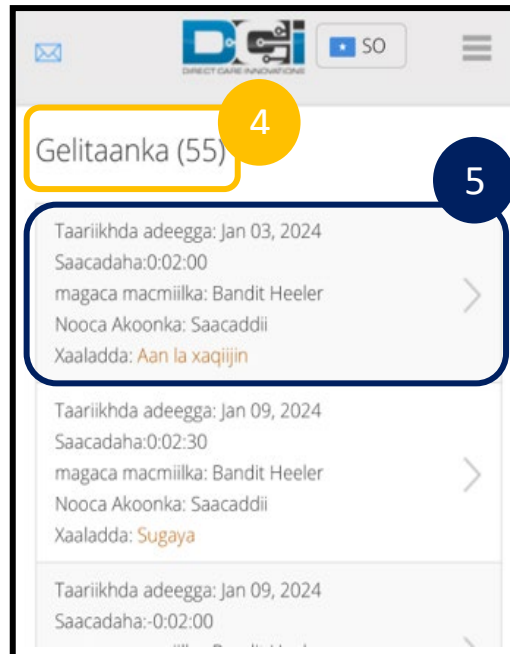 DCI
DIRECT CARE INNOVATIONS
SO
4
Gelitaanka (55)
5
Taariikhda adeegga: Jan 03, 2024
Saacadaha:0:02:00
magaca macmiilka: Bandit Heeler
Nooca Akoonka: Saacaddii
Xaaladda: Aan la xaqiijin
Taariikhda adeegga: Jan 09, 2024
Saacadaha:0:02:30
magaca macmiilka: Bandit Heeler
Nooca Akoonka: Saacaddii
Xaaladda: Sugaya
Taariikhda adeegga: Jan 09, 2024
Saacadaha:-0:02:00